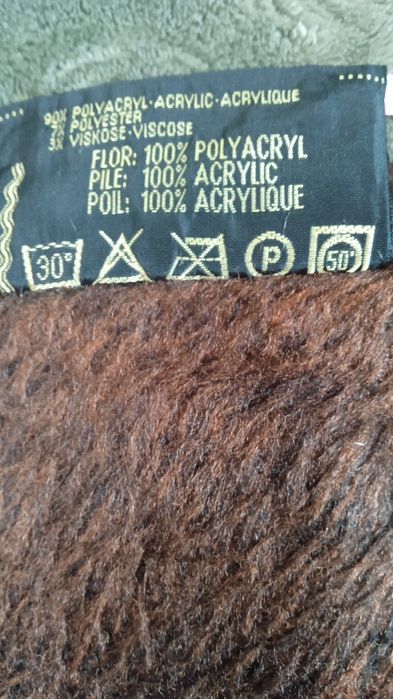 90% POLYACRYL·ACRYLIC·ACRYLIQUE
7% POLYESTER
3% VISKOSE·VISCOSE
FLOR: 100% POLYACRYL
PILE: 100% ACRYLIC
POIL: 100% ACRYLIQUE
30° P 50°